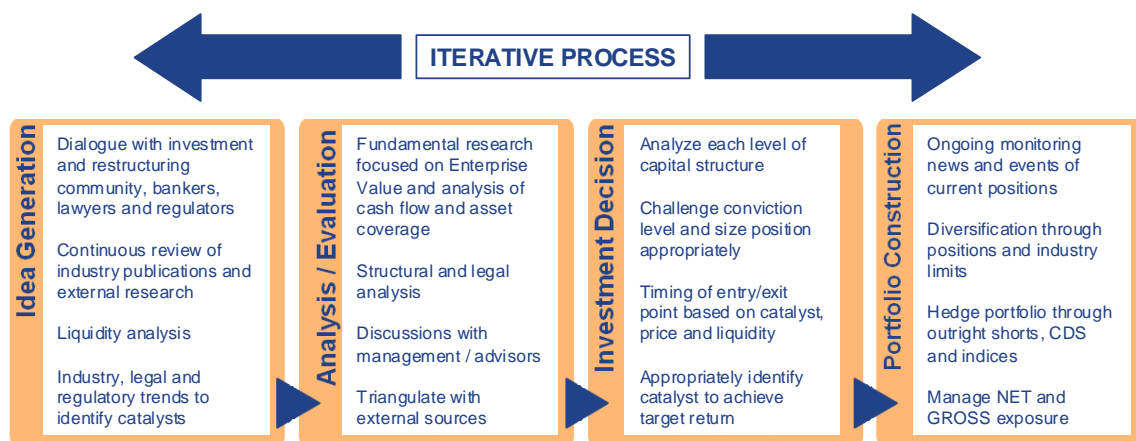 ITERATIVE PROCESS
Idea Generation
Dialogue with investment
and restructuring
community, bankers,
lawyers and regulators
Continuous review of
industry publications and
external research
Liquidity analysis
Industry, legal and
regulatory trends to
identify catalysts
Analysis / Evaluation
Fundamental research
focused on Enterprise
Value and analysis of
cash flow and asset
coverage
Structural and legal
analysis
Discussions with
management / advisors
Triangulate with
external sources
Investment Decision
Analyze each level of
capital structure
Challenge conviction
level and size position
appropriately
Timing of entry/exit
point based on catalyst,
price and liquidity
Appropriately identify
catalyst to achieve
target return
Portfolio Construction
Ongoing monitoring
news and events of
current positions
Diversification through
positions and industry
limits
Hedge portfolio through
outright shorts, CDS
and indices
Manage NET and
GROSS exposure